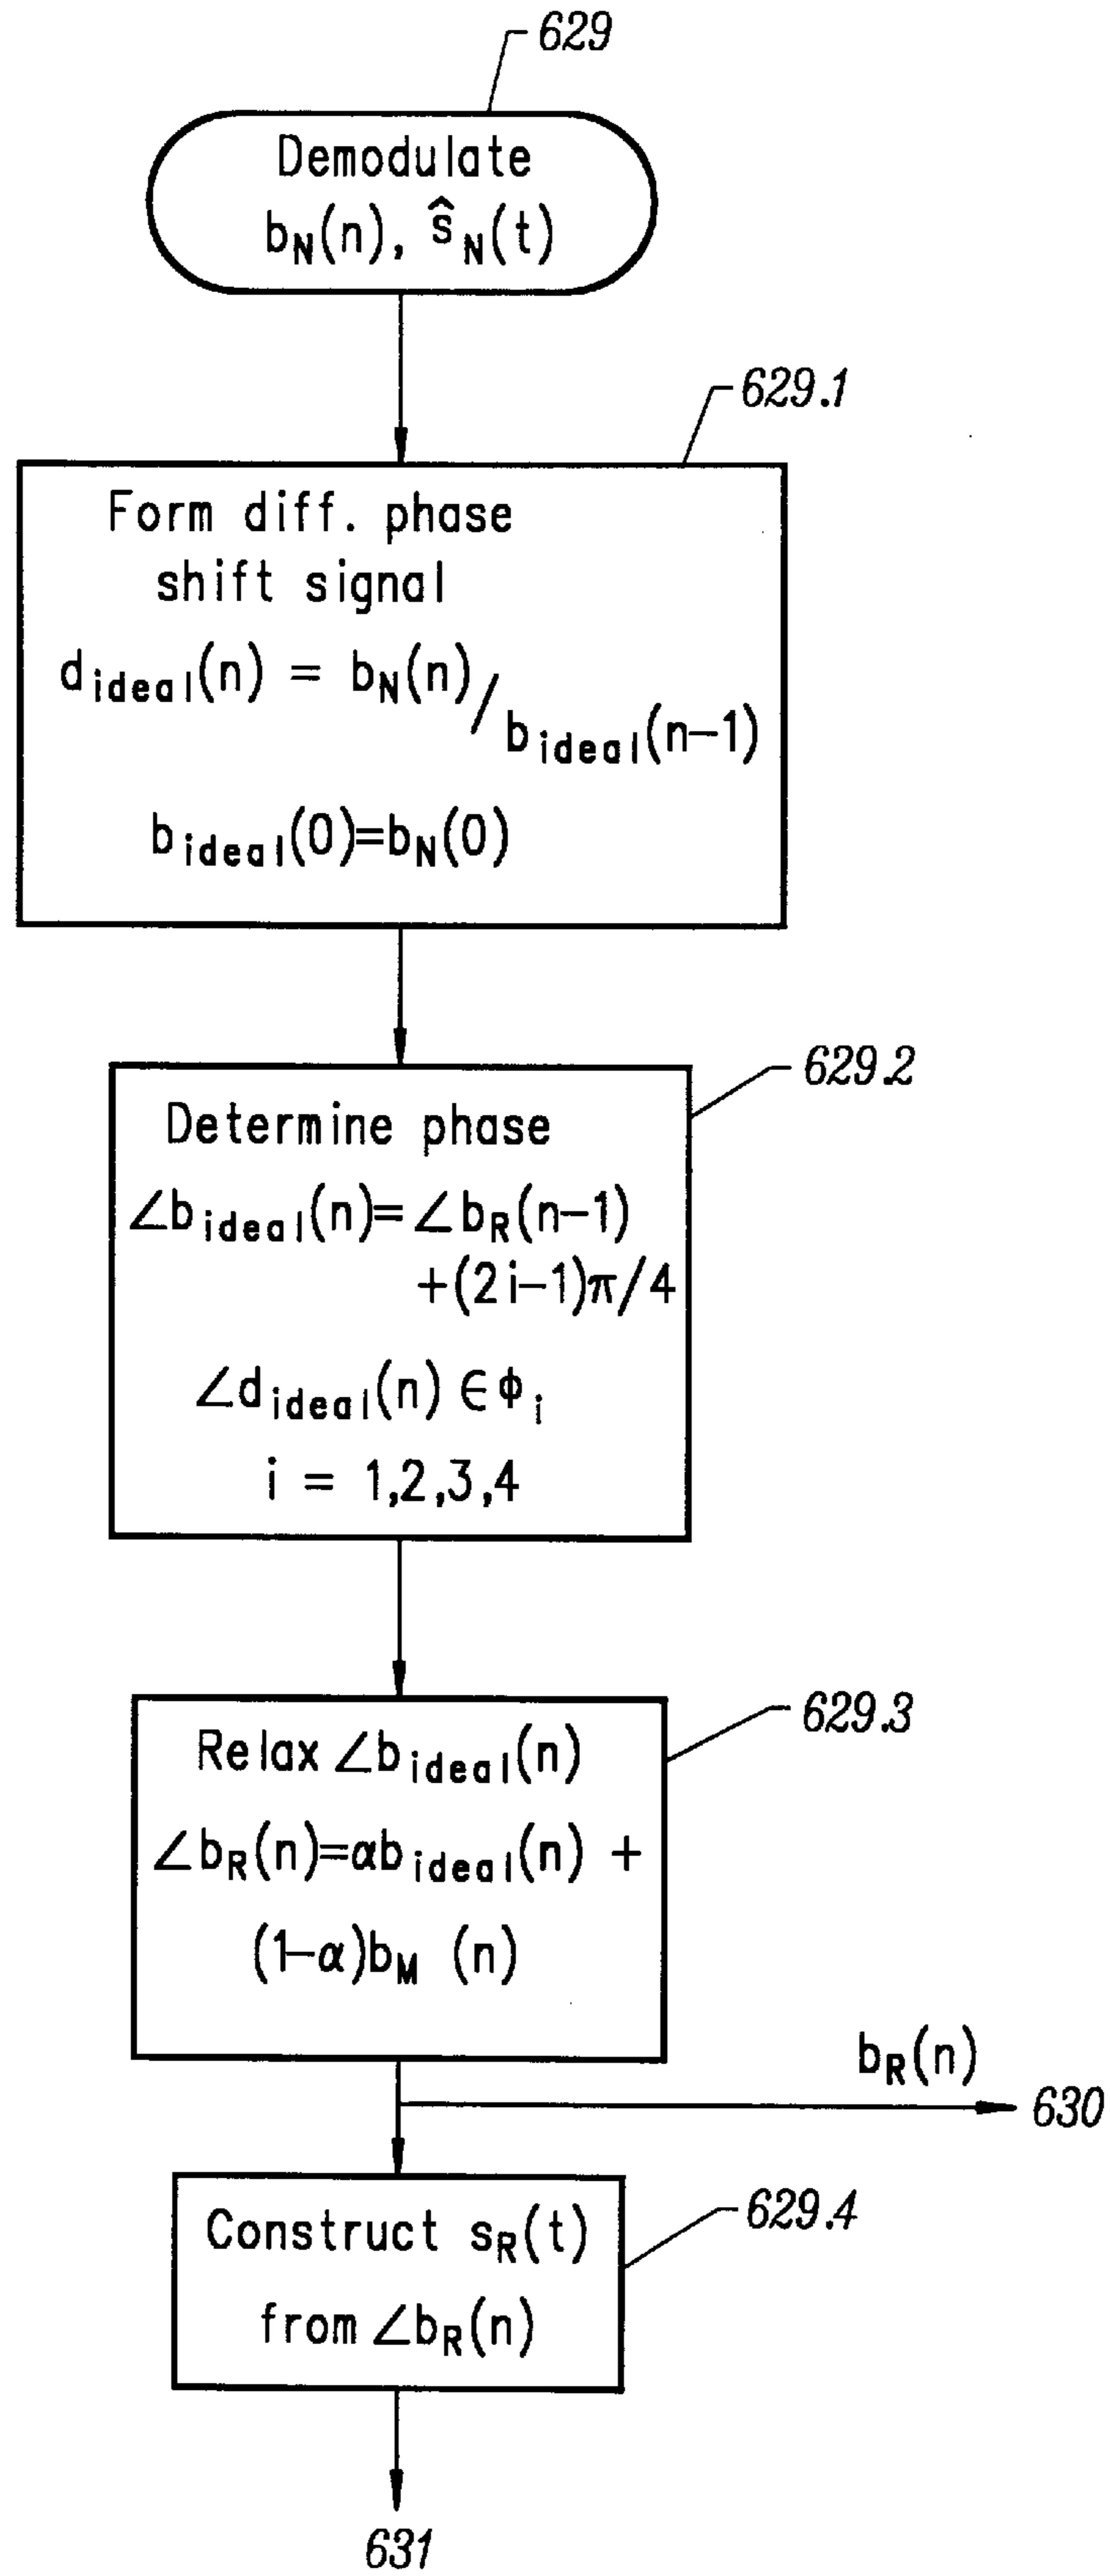 629
Demodulate
b_N(n), ŝ_N(t)
629.1
Form diff. phase
shift signal
d_ideal(n) = b_N(n)/b_ideal(n-1)
b_ideal(0)=b_N(0)
629.2
Determine phase
∠b_ideal(n)=∠b_R(n-1)
+(2i-1)π/4
∠d_ideal(n)∈Φ_i
i = 1,2,3,4
629.3
Relax ∠b_ideal(n)
∠b_R(n)=αb_ideal(n) +
(1-α)b_M (n)
b_R(n)
630
629.4
Construct s_R(t)
from ∠b_R(n)
631